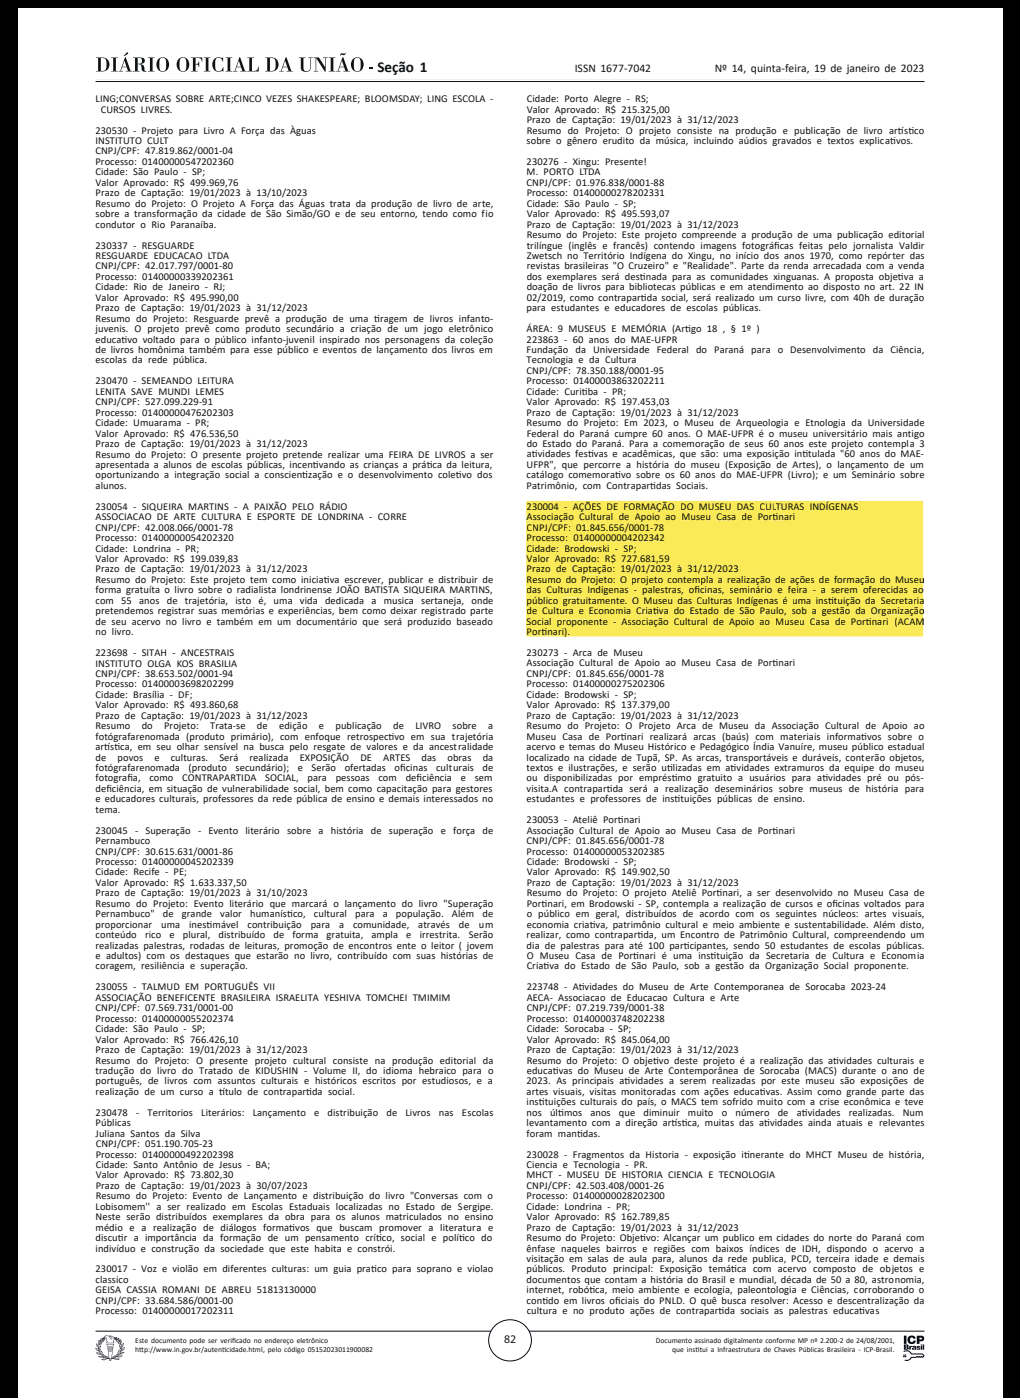 DIÁRIO OFICIAL DA UNIÃO - Seção 1
ISSN 1677-7042
Nº 14, quinta-feira, 19 de janeiro de 2023
LING;CONVERSAS SOBRE ARTE;CINCO VEZES SHAKESPEARE; BLOOMSDAY; LING ESCOLA -
CURSOS LIVRES.
230530 - Projeto para Livro A Força das Àguas
INSTITUTO CULT
CNPJ/CPF: 47.819.862/0001-04
Processo: 01400000547202360
Cidade: São Paulo - SP;
Valor Aprovado: R$ 499.969,76
Prazo de Captação: 19/01/2023 à 13/10/2023
Resumo do Projeto: O Projeto A Força das Águas trata da produção de livro de arte,
sobre a transformação da cidade de São Simão/GO e de seu entorno, tendo como fio
condutor o Rio Paranaíba.
230337 - RESGUARDE
RESGUARDE EDUCACAO LTDA
CNPJ/CPF: 42.017.797/0001-80
Processo: 01400000339202361
Cidade: Rio de Janeiro - RJ;
Valor Aprovado: R$ 495.990,00
Prazo de Captação: 19/01/2023 à 31/12/2023
Resumo do Projeto: Resguarde prevê a produção de uma tiragem de livros infanto-
juvenis. O projeto prevê como produto secundário a criação de um jogo eletrônico
educativo voltado para o público infanto-juvenil inspirado nos personagens da coleção
de livros homônima também para esse público e eventos de lançamento dos livros em
escolas da rede pública.
230470 - SEMEANDO LEITURA
LENITA SAVE MUNDI LEMES
CNPJ/CPF: 527.099.229-91
Processo: 01400000476202303
Cidade: Umuarama - PR;
Valor Aprovado: R$ 476.536,50
Prazo de Captação: 19/01/2023 à 31/12/2023
Resumo do Projeto: O presente projeto pretende realizar uma FEIRA DE LIVROS a ser
apresentada a alunos de escolas públicas, incentivando as crianças a prática da leitura,
oportunizando a integração social a conscientização e o desenvolvimento coletivo dos
alunos.
230054 - SIQUEIRA MARTINS - A PAIXÃO PELO RÁDIO
ASSOCIACAO DE ARTE CULTURA E ESPORTE DE LONDRINA - CORRE
CNPJ/CPF: 42.008.066/0001-78
Processo: 01400000054202320
Cidade: Londrina - PR;
Valor Aprovado: R$ 199.039,83
Prazo de Captação: 19/01/2023 à 31/12/2023
Resumo do Projeto: Este projeto tem como iniciativa escrever, publicar e distribuir de
forma gratuita o livro sobre o radialista londrinense JOÃO BATISTA SIQUEIRA MARTINS,
com 55 anos de trajetória, isto é, uma vida dedicada a musica sertaneja, onde
pretendemos registrar suas memórias e experiências, bem como deixar registrado parte
de seu acervo no livro e também em um documentário que será produzido baseado
no livro.
223698 - SITAH - ANCESTRAIS
INSTITUTO OLGA KOS BRASILIA
CNPJ/CPF: 38.653.502/0001-94
Processo: 01400003698202299
Cidade: Brasília - DF;
Valor Aprovado: R$ 493.860,68
Prazo de Captação: 19/01/2023 à 31/12/2023
Resumo do Projeto: Trata-se de edição e publicação de LIVRO sobre a
fotógrafarenomada (produto primário), com enfoque retrospectivo em sua trajetória
artística, em seu olhar sensível na busca pelo resgate de valores e da ancestralidade
de povos e culturas. Será realizada EXPOSIÇÃO DE ARTES das obras da
fotógrafarenomada (produto secundário); e Serão ofertadas oficinas culturais de
fotografia, como CONTRAPARTIDA SOCIAL, para pessoas com deficiência e sem
deficiência, em situação de vulnerabilidade social, bem como capacitação para gestores
e educadores culturais, professores da rede pública de ensino e demais interessados no
tema.
230045 - Superação - Evento literário sobre a história de superação e força de
Pernambuco
CNPJ/CPF: 30.615.631/0001-86
Processo: 01400000045202339
Cidade: Recife - PE;
Valor Aprovado: R$ 1.633.337,50
Prazo de Captação: 19/01/2023 à 31/10/2023
Resumo do Projeto: Evento literário que marcará o lançamento do livro "Superação
Pernambuco" de grande valor humanístico, cultural para a população. Além de
proporcionar uma inestimável contribuição para a comunidade, através de um
conteúdo rico e plural, distribuído de forma gratuita, ampla e irrestrita. Serão
realizadas palestras, rodadas de leituras, promoção de encontros ente o leitor ( jovem
e adultos) com os destaques que estarão no livro, contribuído com suas histórias de
coragem, resiliência e superação.
230055 - TALMUD EM PORTUGUÊS VII
ASSOCIAÇÃO BENEFICENTE BRASILEIRA ISRAELITA YESHIVA TOMCHEI TMIMIM
CNPJ/CPF: 07.569.731/0001-00
Processo: 01400000055202374
Cidade: São Paulo - SP;
Valor Aprovado: R$ 766.426,10
Prazo de Captação: 19/01/2023 à 31/12/2023
Resumo do Projeto: O presente projeto cultural consiste na produção editorial da
tradução do livro do Tratado de KIDUSHIN - Volume II, do idioma hebraico para o
português, de livros com assuntos culturais e históricos escritos por estudiosos, e a
realização de um curso a título de contrapartida social.
230478 - Territorios Literários: Lançamento e distribuição de Livros nas Escolas
Públicas
Juliana Santos da Silva
CNPJ/CPF: 051.190.705-23
Processo: 01400000492202398
Cidade: Santo Antônio de Jesus - BA;
Valor Aprovado: R$ 73.802,30
Prazo de Captação: 19/01/2023 à 30/07/2023
Resumo do Projeto: Evento de Lançamento e distribuição do livro "Conversas com o
Lobisomem" a ser realizado em Escolas Estaduais localizadas no Estado de Sergipe.
Neste serão distribuídos exemplares da obra para os alunos matriculados no ensino
médio e a realização de diálogos formativos que buscam promover a literatura e
discutir a importância da formação de um pensamento crítico, social e político do
indivíduo e construção da sociedade que este habita e constrói.
230017 - Voz e violão em diferentes culturas: um guia pratico para soprano e violao
classico
GEISA CASSIA ROMANI DE ABREU 51813130000
CNPJ/CPF: 33.684.586/0001-00
Processo: 01400000017202311
Cidade: Porto Alegre - RS;
Valor Aprovado: R$ 215.325,00
Prazo de Captação: 19/01/2023 à 31/12/2023
Resumo do Projeto: O projeto consiste na produção e publicação de livro artístico
sobre o gênero erudito da música, incluindo aúdios gravados e textos explicativos.
230276 - Xingu: Presente!
M. PORTO LTDA
CNPJ/CPF: 01.976.838/0001-88
Processo: 01400000278202331
Cidade: São Paulo - SP;
Valor Aprovado: R$ 495.593,07
Prazo de Captação: 19/01/2023 à 31/12/2023
Resumo do Projeto: Este projeto compreende a produção de uma publicação editorial
trilíngue (inglês e francês) contendo imagens fotográficas feitas pelo jornalista Valdir
Zwetsch no Território Indígena do Xingu, no início dos anos 1970, como repórter das
revistas brasileiras "O Cruzeiro" e "Realidade". Parte da renda arrecadada com a venda
dos exemplares será destinada para as comunidades xinguanas. A proposta objetiva a
doação de livros para bibliotecas públicas e em atendimento ao disposto no art. 22 IN
02/2019, como contrapartida social, será realizado um curso livre, com 40h de duração
para estudantes e educadores de escolas públicas.
ÁREA: 9 MUSEUS E MEMÓRIA (Artigo 18 , § 1º )
223863 - 60 anos do MAE-UFPR
Fundação da Universidade Federal do Paraná para o Desenvolvimento da Ciência,
Tecnologia e da Cultura
CNPJ/CPF: 78.350.188/0001-95
Processo: 01400003863202211
Cidade: Curitiba - PR;
Valor Aprovado: R$ 197.453,03
Prazo de Captação: 19/01/2023 à 31/12/2023
Resumo do Projeto: Em 2023, o Museu de Arqueologia e Etnologia da Universidade
Federal do Paraná cumpre 60 anos. O MAE-UFPR é o museu universitário mais antigo
do Estado do Paraná. Para a comemoração de seus 60 anos este projeto contempla 3
atividades festivas e acadêmicas, que são: uma exposição intitulada "60 anos do MAE-
UFPR", que percorre a história do museu (Exposição de Artes), o lançamento de um
catálogo comemorativo sobre os 60 anos do MAE-UFPR (Livro); e um Seminário sobre
Patrimônio, com Contrapartidas Sociais.
230004 - AÇÕES DE FORMAÇÃO DO MUSEU DAS CULTURAS INDÍGENAS
Associação Cultural de Apoio ao Museu Casa de Portinari
CNPJ/CPF: 01.845.656/0001-78
Processo: 01400000004202342
Cidade: Brodowski - SP;
Valor Aprovado: R$ 727.681,59
Prazo de Captação: 19/01/2023 à 31/12/2023
Resumo do Projeto: O projeto contempla a realização de ações de formação do Museu
das Culturas Indígenas - palestras, oficinas, seminário e feira - a serem oferecidas ao
público gratuitamente. O Museu das Culturas Indígenas é uma instituição da Secretaria
de Cultura e Economia Criativa do Estado de São Paulo, sob a gestão da Organização
Social proponente - Associação Cultural de Apoio ao Museu Casa de Portinari (ACAM
Portinari).
230273 - Arca de Museu
Associação Cultural de Apoio ao Museu Casa de Portinari
CNPJ/CPF: 01.845.656/0001-78
Processo: 01400000275202306
Cidade: Brodowski - SP;
Valor Aprovado: R$ 137.379,00
Prazo de Captação: 19/01/2023 à 31/12/2023
Resumo do Projeto: O Projeto Arca de Museu da Associação Cultural de Apoio ao
Museu Casa de Portinari realizará arcas (baús) com materiais informativos sobre o
acervo e temas do Museu Histórico e Pedagógico Índia Vanuíre, museu público estadual
localizado na cidade de Tupã, SP. As arcas, transportáveis e duráveis, conterão objetos,
textos e ilustrações, e serão utilizadas em atividades extramuros da equipe do museu
ou disponibilizadas por empréstimo gratuito a usuários para atividades pré ou pós-
visita.A contrapartida será a realização deseminários sobre museus de história para
estudantes e professores de instituições públicas de ensino.
230053 - Ateliê Portinari
Associação Cultural de Apoio ao Museu Casa de Portinari
CNPJ/CPF: 01.845.656/0001-78
Processo: 01400000053202385
Cidade: Brodowski - SP;
Valor Aprovado: R$ 149.902,50
Prazo de Captação: 19/01/2023 à 31/12/2023
Resumo do Projeto: O projeto Ateliê Portinari, a ser desenvolvido no Museu Casa de
Portinari, em Brodowski - SP, contempla a realização de cursos e oficinas voltados para
o público em geral, distribuídos de acordo com os seguintes núcleos: artes visuais,
economia criativa, patrimônio cultural e meio ambiente e sustentabilidade. Além disto,
realizar, como contrapartida, um Encontro de Patrimônio Cultural, compreendendo um
dia de palestras para até 100 participantes, sendo 50 estudantes de escolas públicas.
O Museu Casa de Portinari é uma instituição da Secretaria de Cultura e Economia
Criativa do Estado de São Paulo, sob a gestão da Organização Social proponente.
223748 - Atividades do Museu de Arte Contemporanea de Sorocaba 2023-24
AECA- Associacao de Educacao Cultura e Arte
CNPJ/CPF: 07.219.739/0001-38
Processo: 01400003748202238
Cidade: Sorocaba - SP;
Valor Aprovado: R$ 845.064,00
Prazo de Captação: 19/01/2023 à 31/12/2023
Resumo do Projeto: O objetivo deste projeto é a realização das atividades culturais e
educativas do Museu de Arte Contemporânea de Sorocaba (MACS) durante o ano de
2023. As principais atividades a serem realizadas por este museu são exposições de
artes visuais, visitas monitoradas com ações educativas. Assim como grande parte das
instituições culturais do país, o MACS tem sofrido muito com a crise econômica e teve
nos últimos anos que diminuir muito o número de atividades realizadas. Num
levantamento com a direção artística, muitas das atividades ainda atuais e relevantes
foram mantidas.
230028 - Fragmentos da Historia - exposição itinerante do MHCT Museu de história,
Ciencia e Tecnologia - PR.
MHCT - MUSEU DE HISTORIA CIENCIA E TECNOLOGIA
CNPJ/CPF: 42.503.408/0001-26
Processo: 01400000028202300
Cidade: Londrina - PR;
Valor Aprovado: R$ 162.789,85
Prazo de Captação: 19/01/2023 à 31/12/2023
Resumo do Projeto: Objetivo: Alcançar um publico em cidades do norte do Paraná com
ênfase naqueles bairros e regiões com baixos índices de IDH, dispondo o acervo a
visitação em salas de aula para, alunos da rede publica, PCD, terceira idade e demais
públicos. Produto principal: Exposição temática com acervo composto de objetos e
documentos que contam a história do Brasil e mundial, década de 50 a 80, astronomia,
internet, robótica, meio ambiente e ecologia, paleontologia e Ciências, corroborando o
contido em livros oficiais do PNLD. O quê busca resolver: Acesso e descentralização da
cultura e no produto ações de contrapartida sociais as palestras educativas
Este documento pode ser verificado no endereço eletrônico
http://www.in.gov.br/autenticidade.html, pelo código 05152023011900082
82
Documento assinado digitalmente conforme MP nº 2.200-2 de 24/08/2001,
que institui a Infraestrutura de Chaves Públicas Brasileira - ICP-Brasil.
ICP
Brasil